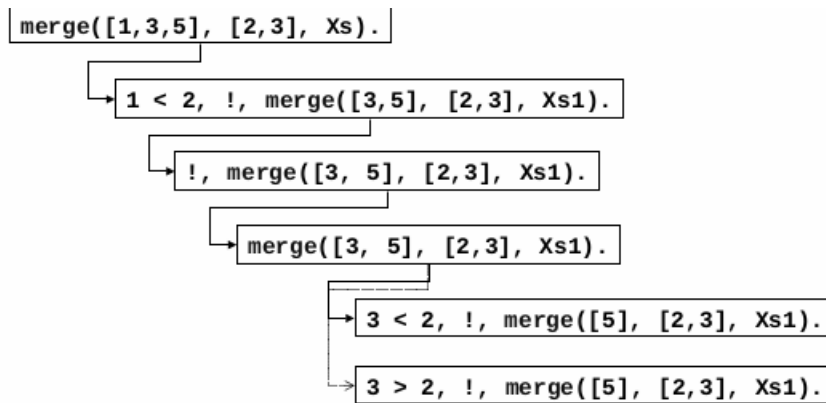 merge([1,3,5], [2,3], Xs).
1 < 2, !, merge([3,5], [2,3], Xs1).
!, merge([3, 5], [2,3], Xs1).
merge([3, 5], [2,3], Xs1).
3 < 2, !, merge([5], [2,3], Xs1).
3 > 2, !, merge([5], [2,3], Xs1).